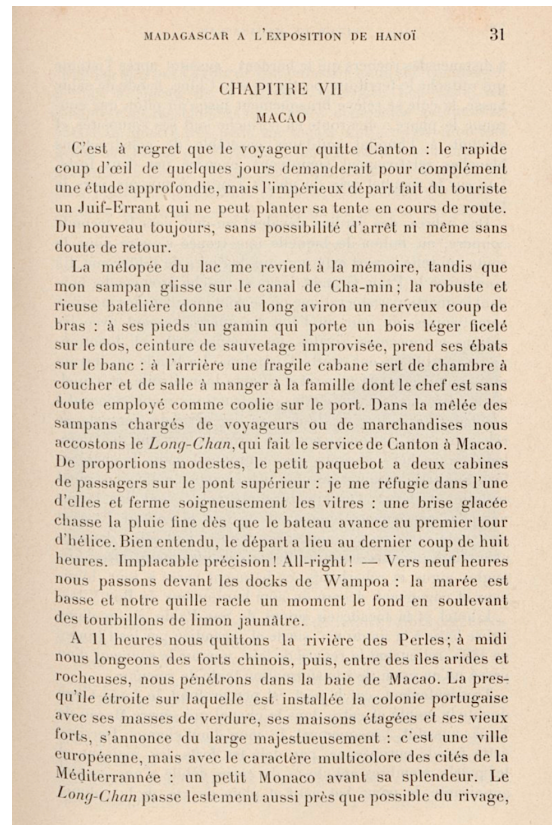 MADAGASCAR A L'EXPOSITION DE HANOÏ 31
CHAPITRE VII
MACAO
C'est à regret que le voyageur quitte Canton : le rapide
coup d'œil de quelques jours demanderait pour complément
une étude approfondie, mais l'impérieux départ fait du touriste
un Juif-Errant qui ne peut planter sa tente en cours de route.
Du nouveau toujours, sans possibilité d'arrêt ni même sans
doute de retour.
La mélopée du lac me revient à la mémoire, tandis que
mon sampan glisse sur le canal de Cha-min ; la robuste et
rieuse batelière donne au long aviron un nerveux coup de
bras : à ses pieds un gamin qui porte un bois léger ficelé
sur le dos, ceinture de sauvetage improvisée, prend ses ébats
sur le banc : à l'arrière une fragile cabane sert de chambre à
coucher et de salle à manger à la famille dont le chef est sans
doute employé comme coolie sur le port. Dans la mêlée des
sampans chargés de voyageurs ou de marchandises nous
accostons le Long-Chan, qui fait le service de Canton à Macao.
De proportions modestes, le petit paquebot a deux cabines
de passagers sur le pont supérieur : je me réfugie dans l'une
d'elles et ferme soigneusement les vitres : une brise glacée
chasse la pluie fine dès que le bateau avance au premier tour
d'hélice. Bien entendu, le départ a lieu au dernier coup de huit
heures. Implacable précision ! All-right ! — Vers neuf heures
nous passons devant les docks de Wampoa : la marée est
basse et notre quille racle un moment le fond en soulevant
des tourbillons de limon jaunâtre.
A 11 heures nous quittons la rivière des Perles ; à midi
nous longeons des forts chinois, puis, entre des îles arides et
rocheuses, nous pénétrons dans la baie de Macao. La pres-
qu'île étroite sur laquelle est installée la colonie portugaise
avec ses masses de verdure, ses maisons étagées et ses vieux
forts, s'annonce du large majestueusement : c'est une ville
européenne, mais avec le caractère multicolore des cités de la
Méditerrannée : un petit Monaco avant sa splendeur. Le
Long-Chan passe lestement aussi près que possible du rivage,